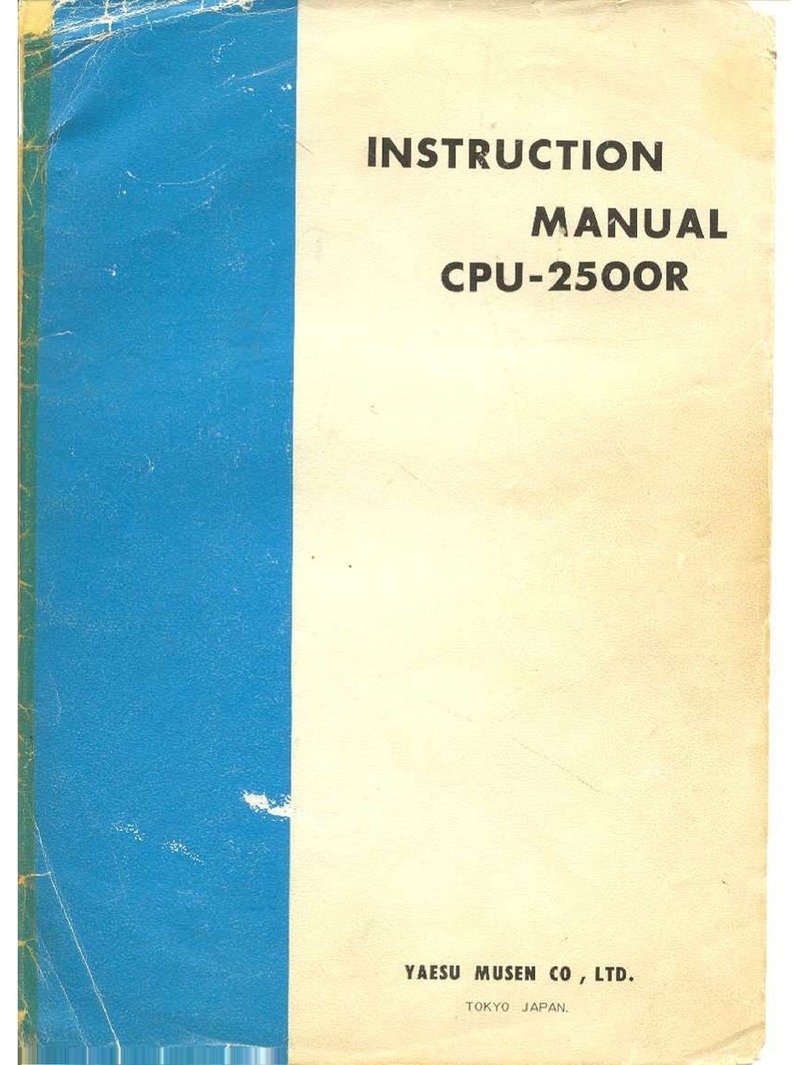 INSTRUCTION
MANUAL
CPU-2500R
YAESU MUSEN CO , LTD.
TOKYO JAPAN.